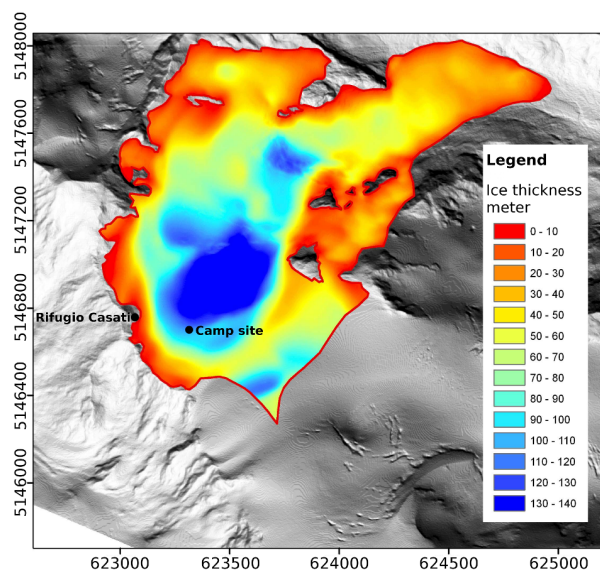 5148000
5147600
5147200
5146800
5146400
5146000
Rifugio Casati
Camp site
Legend
Ice thickness
meter
0 - 10
10 - 20
20 - 30
30 - 40
40 - 50
50 - 60
60 - 70
70 - 80
80 - 90
90 - 100
100 - 110
110 - 120
120 - 130
130 - 140
623000
623500
624000
624500
625000